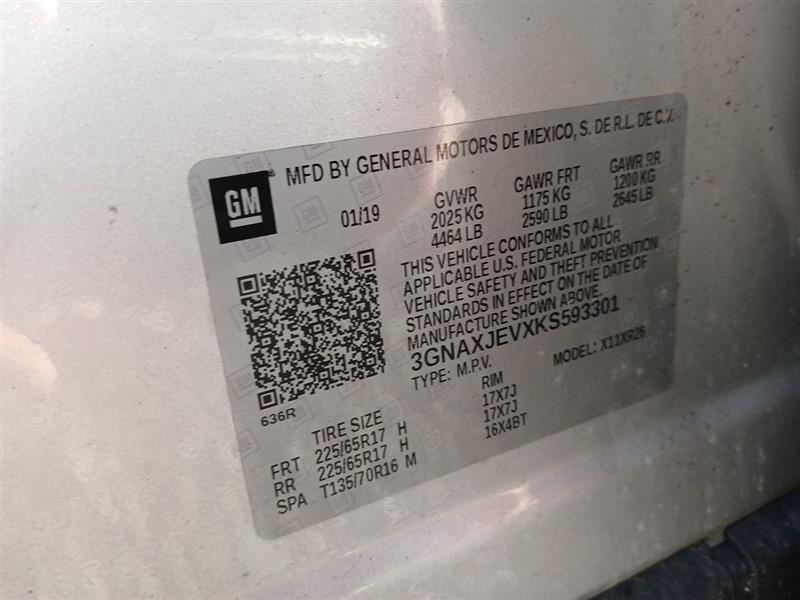 GM
MFD BY GENERAL MOTORS DE MEXICO, S. DE R.L. DE C.V.
01/19
GVWR GAWR FRT GAWR RR
2025 KG 1175 KG 1200 KG
4464 LB 2590 LB 2645 LB
THIS VEHICLE CONFORMS TO ALL
APPLICABLE U.S. FEDERAL MOTOR
VEHICLE SAFETY AND THEFT PREVENTION
STANDARDS IN EFFECT ON THE DATE OF
MANUFACTURE SHOWN ABOVE.
3GNAXJEVXKS593301
TYPE: M.P.V. MODEL: X11XR26
636R
TIRE SIZE RIM
FRT 225/65R17 H 17X7J
RR 225/65R17 H 17X7J
SPA T135/70R16 M 16X4BT